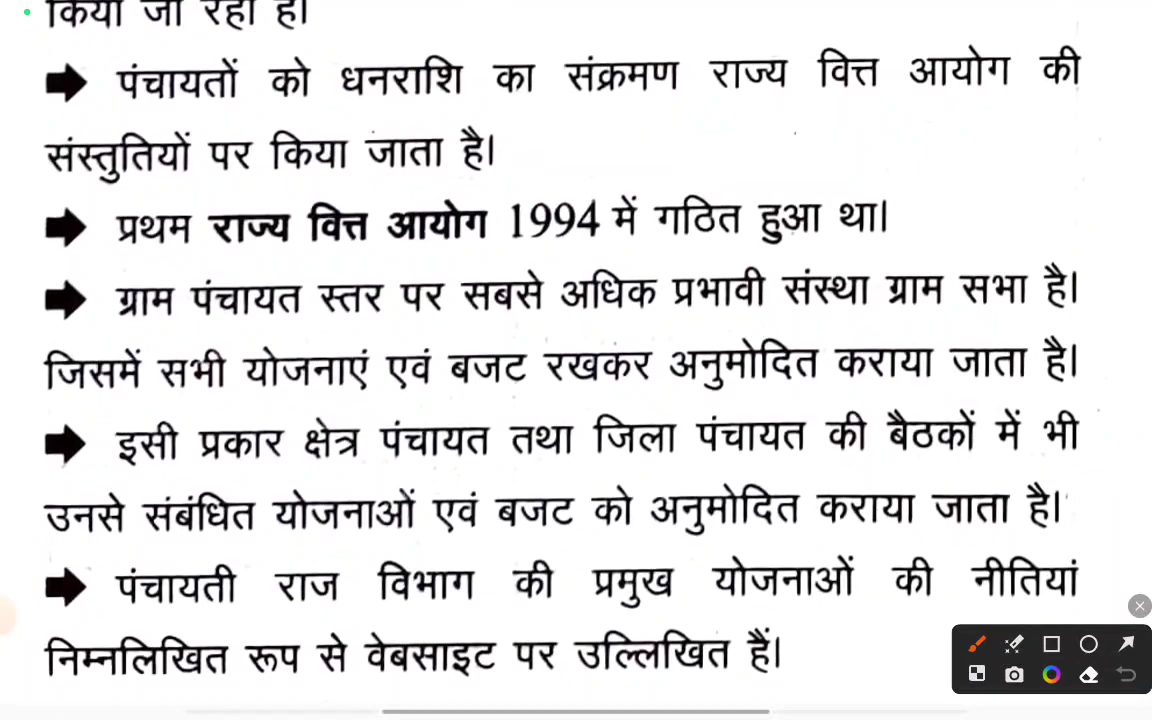 किया जा रहा है।
➡ पंचायतों को धनराशि का संक्रमण राज्य वित्त आयोग की
संस्तुतियों पर किया जाता है।
➡ प्रथम राज्य वित्त आयोग 1994 में गठित हुआ था।
➡ ग्राम पंचायत स्तर पर सबसे अधिक प्रभावी संस्था ग्राम सभा है।
जिसमें सभी योजनाएं एवं बजट रखकर अनुमोदित कराया जाता है।
➡ इसी प्रकार क्षेत्र पंचायत तथा जिला पंचायत की बैठकों में भी
उनसे संबंधित योजनाओं एवं बजट को अनुमोदित कराया जाता है।
➡ पंचायती राज विभाग की प्रमुख योजनाओं की नीतियां
निम्नलिखित रूप से वेबसाइट पर उल्लिखित हैं।